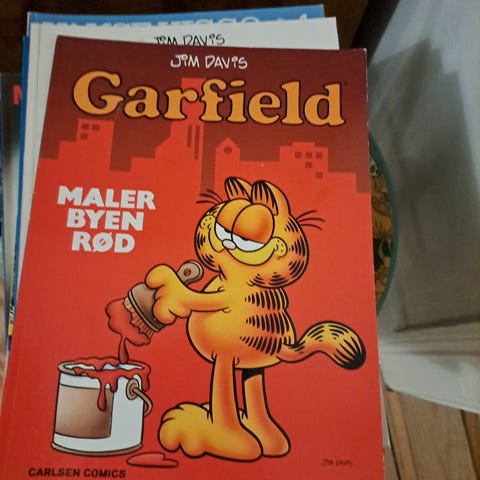 JIM DAVIS
JIM DAVIS
Garfield
MALER
BYEN
RØD
JIM DAVIS
CARLSEN COMICS